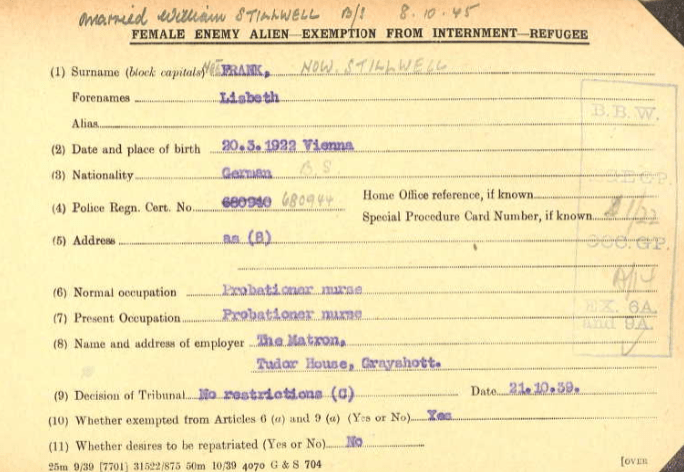 married William STILLWELL B/S 8.10.45
FEMALE ENEMY ALIEN—EXEMPTION FROM INTERNMENT—REFUGEE
(1) Surname (block capitals) née FRANK, NOW STILLWELL
Forenames Lisbeth
Alias
(2) Date and place of birth 20.3.1922 Vienna
(3) Nationality German B.S.
(4) Police Regn. Cert. No. 680940 680944 Home Office reference, if known
Special Procedure Card Number, if known
(5) Address as (8)
(6) Normal occupation Probationer nurse
(7) Present Occupation Probationer nurse
(8) Name and address of employer The Matron,
Tudor House, Grayshott.
(9) Decision of Tribunal No restrictions (C) Date 21.10.39.
(10) Whether exempted from Articles 6 (a) and 9 (a) (Yes or No) Yes
(11) Whether desires to be repatriated (Yes or No) No
25m 9/39 [7701] 31522/875 50m 10/39 4070 G & S 704 [OVER
B.B.W.
OCC. GP.
EX. 6A.
and 9A.